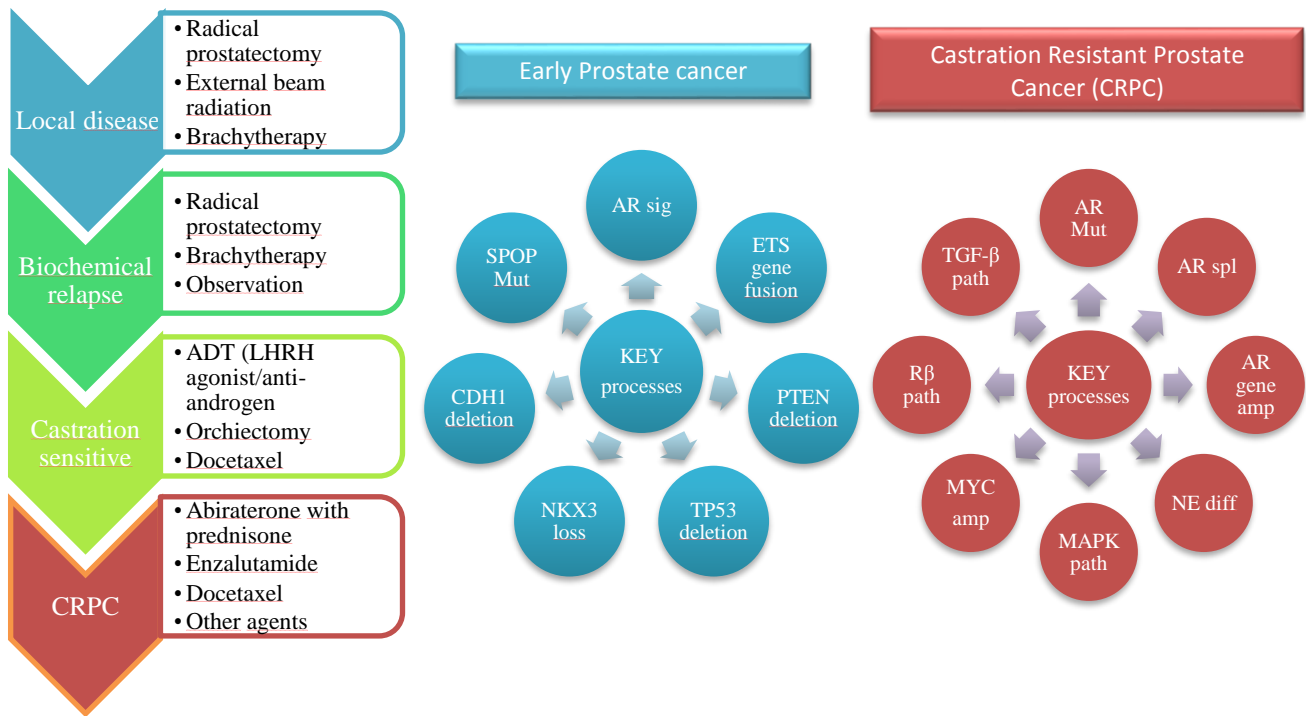 Local disease
• Radical
prostatectomy
• External beam
radiation
• Brachytherapy
Biochemical
relapse
• Radical
prostatectomy
• Brachytherapy
• Observation
Castration
sensitive
• ADT (LHRH
agonist/anti-
androgen
• Orchiectomy
• Docetaxel
CRPC
• Abiraterone with
prednisone
• Enzalutamide
• Docetaxel
• Other agents
Early Prostate cancer
AR sig
ETS
gene
fusion
PTEN
deletion
TP53
deletion
NKX3
loss
CDH1
deletion
SPOP
Mut
KEY
processes
Castration Resistant Prostate
Cancer (CRPC)
AR
Mut
AR spl
AR
gene
amp
NE diff
MAPK
path
MYC
amp
Rβ
path
TGF-β
path
KEY
processes